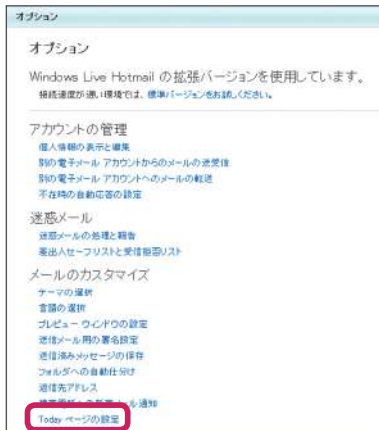 オプション
オプション
Windows Live Hotmail の拡張バージョンを使用しています。
接続速度が遅い環境では、標準バージョンをお試しください。
アカウントの管理
個人情報の表示と編集
別の電子メール アカウントからのメールの送受信
別の電子メール アカウントへのメールの転送
不在時の自動応答の設定
迷惑メール
迷惑メールの処理と報告
差出人セーフリストと受信拒否リスト
メールのカスタマイズ
テーマの選択
言語の選択
プレビュー ウィンドウの設定
送信メール用の署名設定
送信済みメッセージの保存
フォルダへの自動仕分け
返信先アドレス
メール通知
Today ページの設定